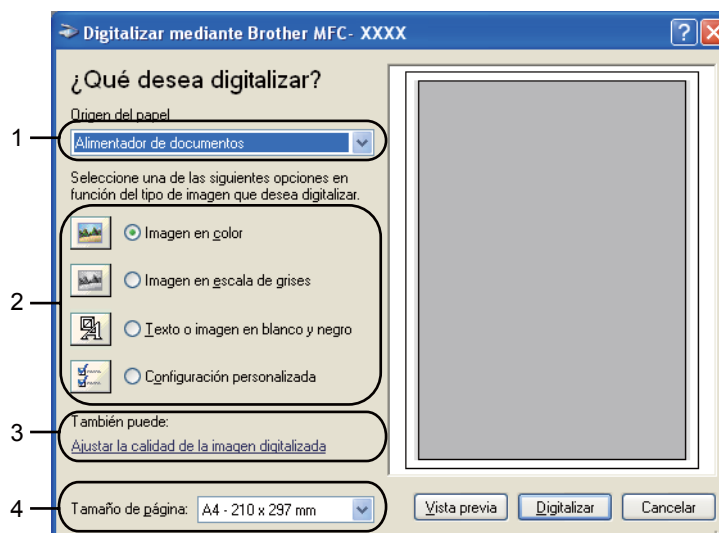 Digitalizar mediante Brother MFC- XXXX
¿Qué desea digitalizar?
Origen del papel
1
Alimentador de documentos
Seleccione una de las siguientes opciones en
función del tipo de imagen que desea digitalizar.
2
Imagen en color
Imagen en escala de grises
Texto o imagen en blanco y negro
Configuración personalizada
3
También puede:
Ajustar la calidad de la imagen digitalizada
4
Tamaño de página: A4 - 210 x 297 mm
Vista previa Digitalizar Cancelar